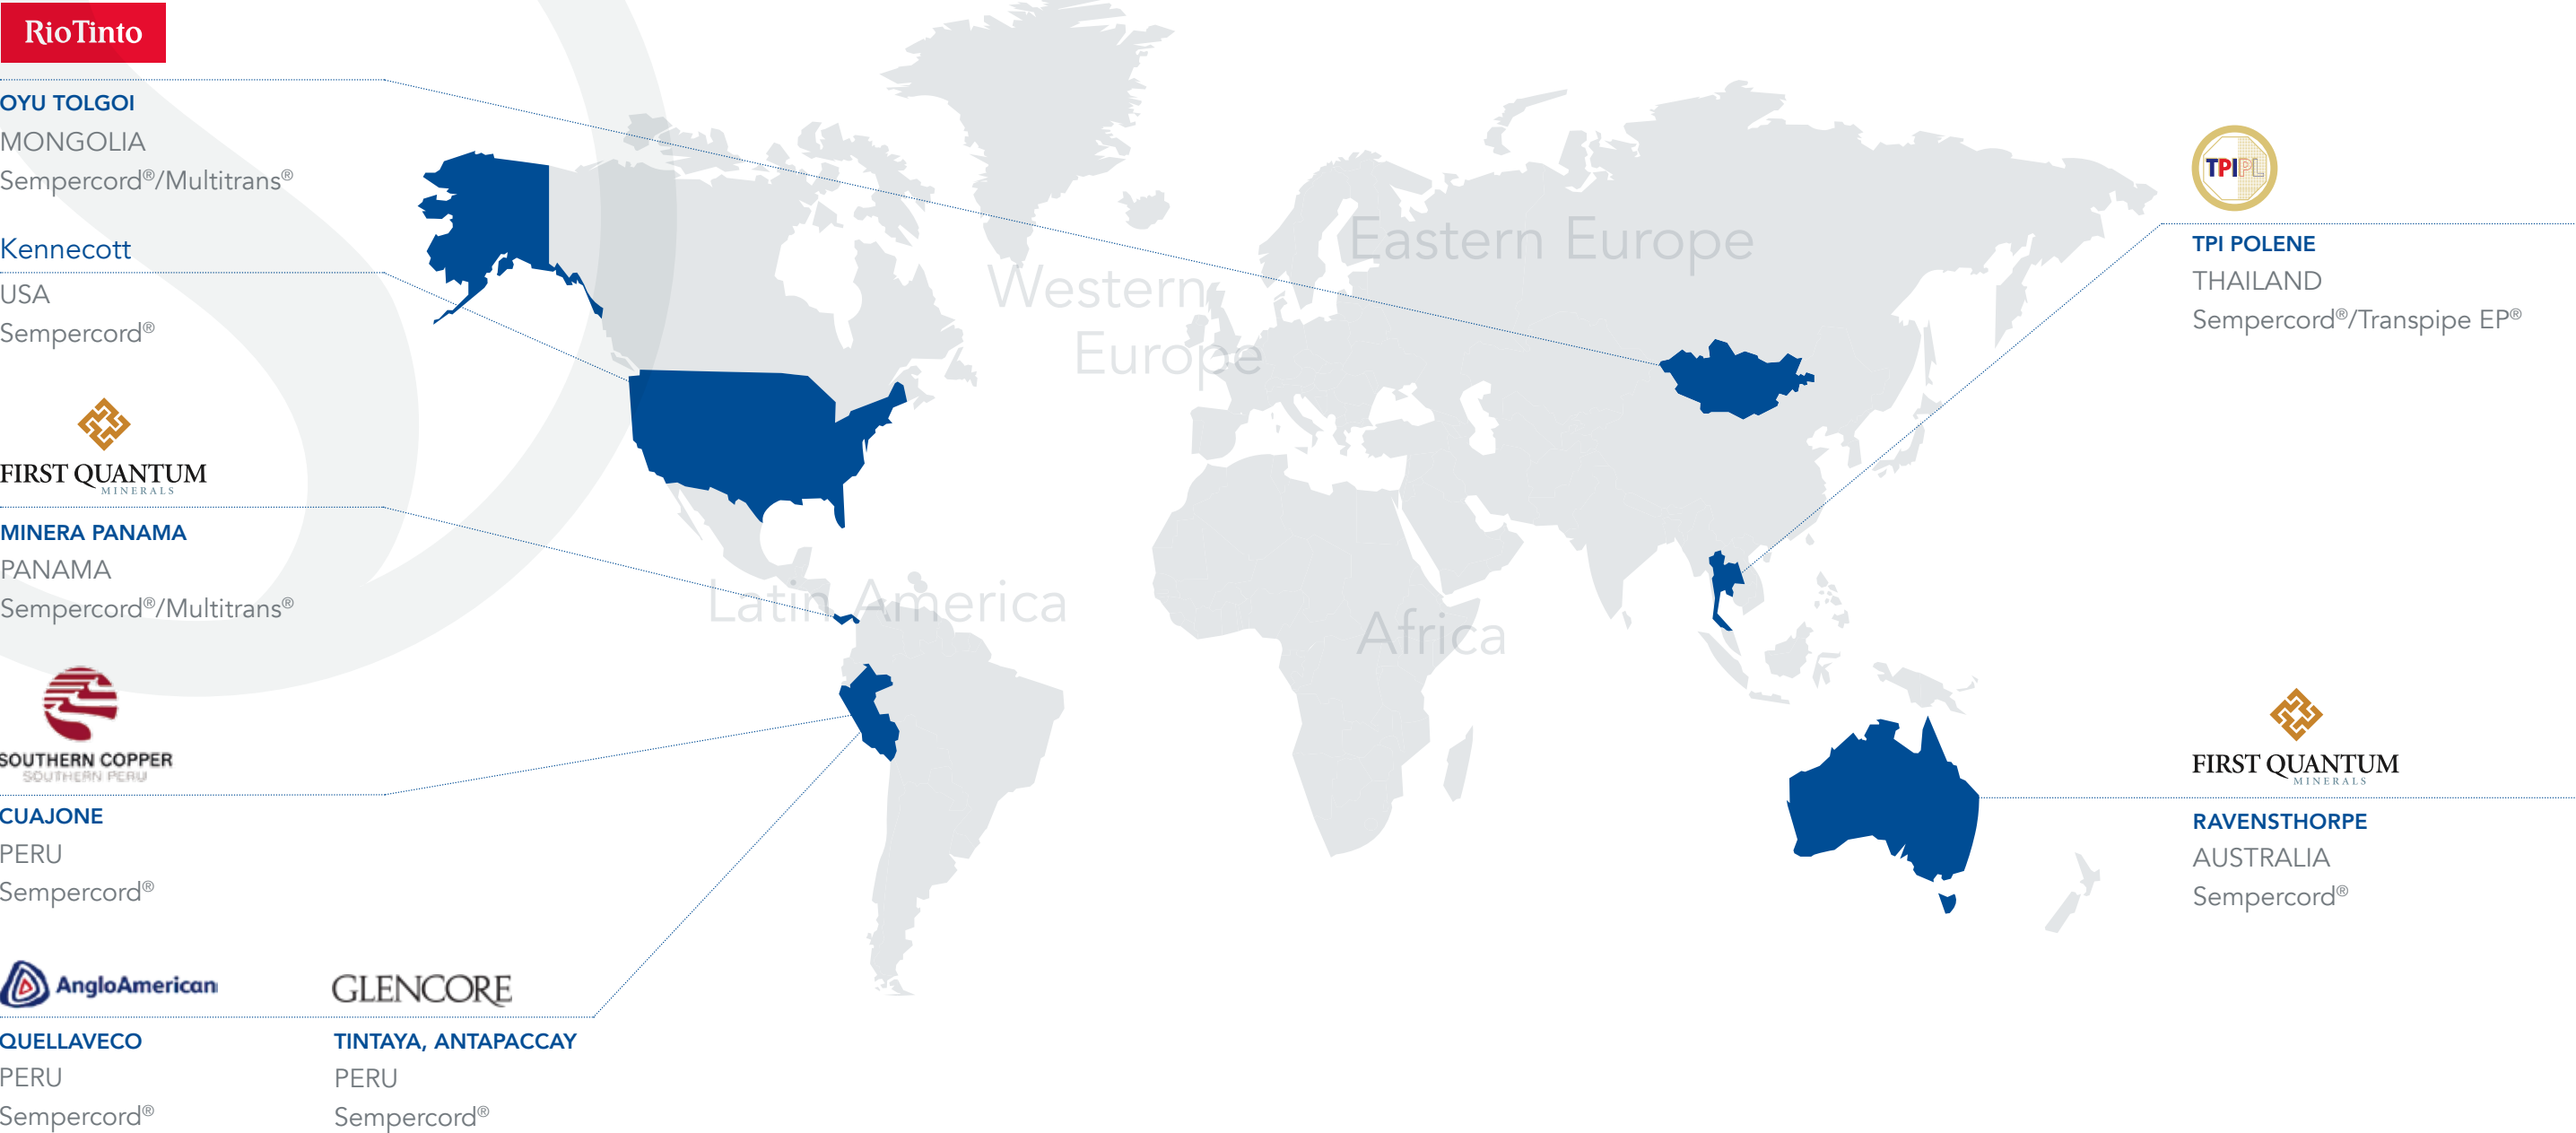 RioTinto
OYU TOLGOI
MONGOLIA
Sempercord®/Multitrans®
Kennecott
USA
Sempercord®
FIRST QUANTUM
MINERALS
MINERA PANAMA
PANAMA
Sempercord®/Multitrans®
SOUTHERN COPPER
SOUTHERN PERU
CUAJONE
PERU
Sempercord®
AngloAmerican
QUELLAVECO
PERU
Sempercord®
GLENCORE
TINTAYA, ANTAPACCAY
PERU
Sempercord®
Western
Europe
Eastern Europe
Latin America
Africa
TPIPL
TPI POLENE
THAILAND
Sempercord®/Transpipe EP®
FIRST QUANTUM
MINERALS
RAVENSTHORPE
AUSTRALIA
Sempercord®